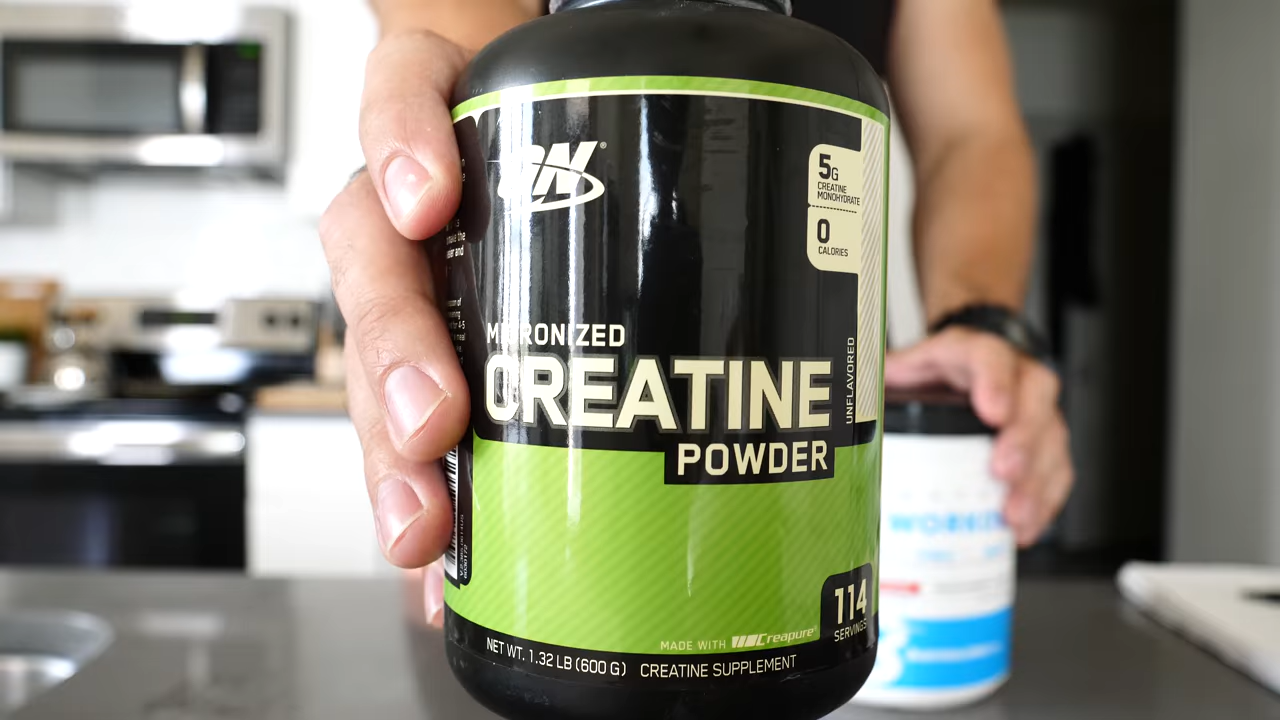 ON®
5G
CREATINE
MONOHYDRATE
0
CALORIES
MICRONIZED
CREATINE
POWDER
UNFLAVORED
114
SERVINGS
MADE WITH Creapure®
NET WT. 1.32 LB (600 G) CREATINE SUPPLEMENT